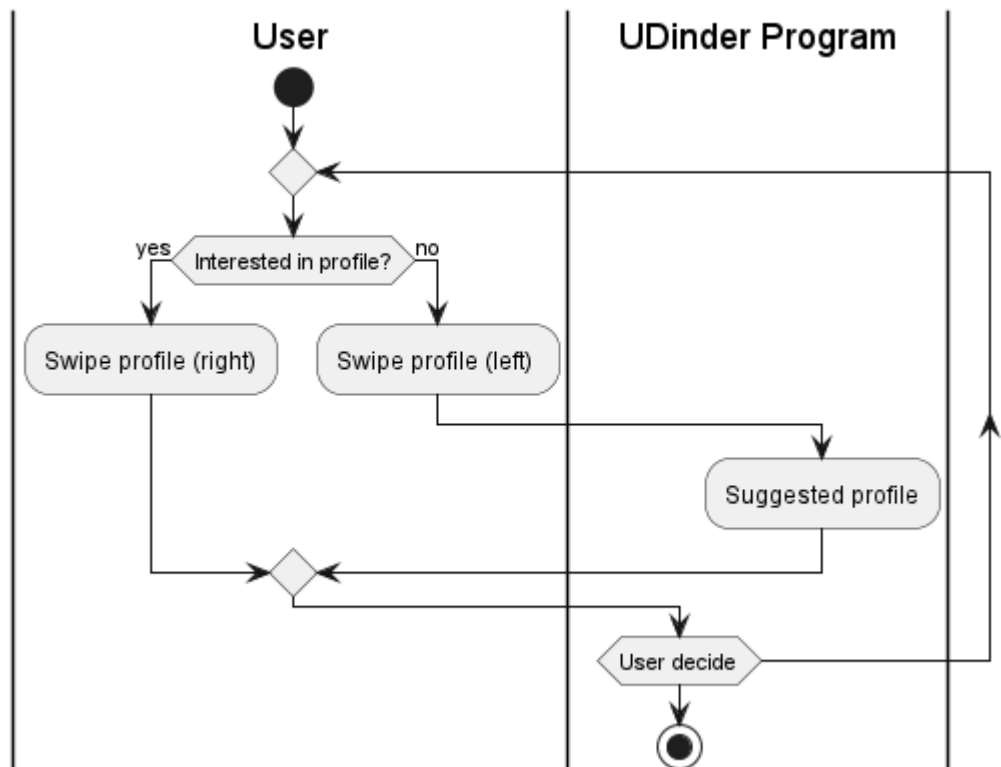 User
UDinder Program
yes
Interested in profile?
no
Swipe profile (right)
Swipe profile (left)
Suggested profile
User decide